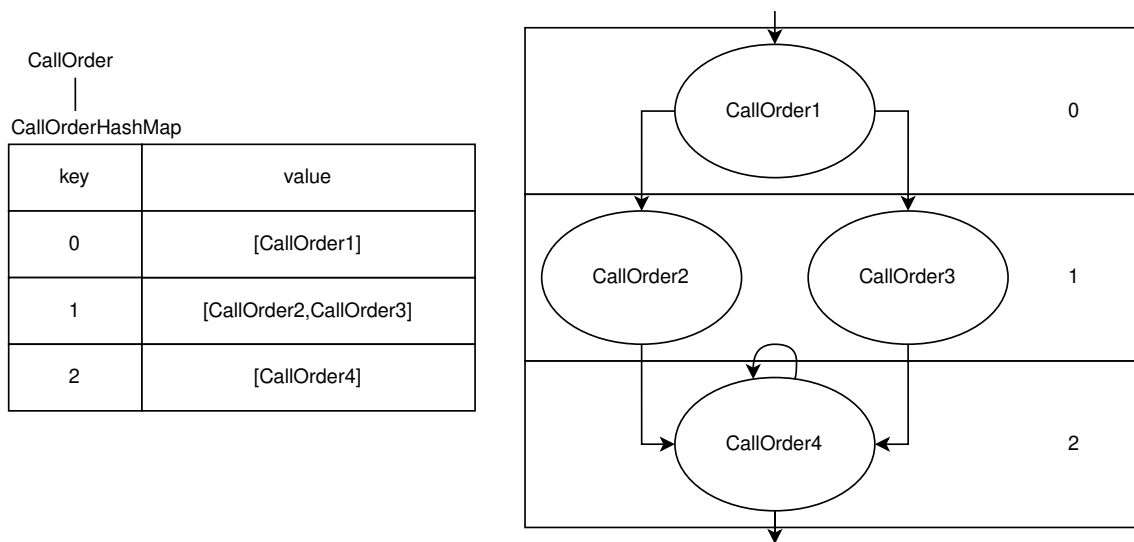 CallOrder
CallOrderHashMap
key value
0 [CallOrder1]
1 [CallOrder2,CallOrder3]
2 [CallOrder4]
CallOrder1 0
CallOrder2 CallOrder3 1
CallOrder4 2